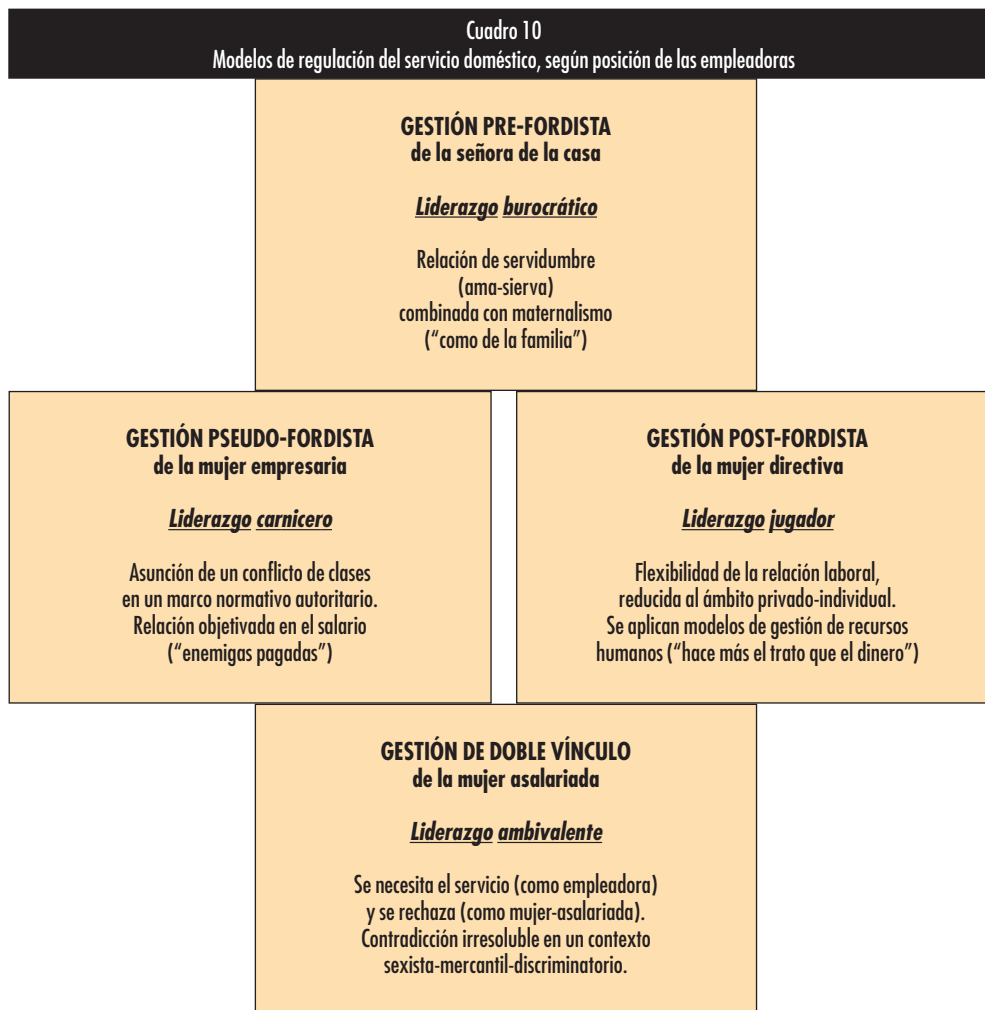 Cuadro 10
Modelos de regulación del servicio doméstico, según posición de las empleadoras
GESTIÓN PRE-FORDISTA
de la señora de la casa
Liderazgo burocrático
Relación de servidumbre
(ama-sierva)
combinada con maternalismo
(“como de la familia”)
GESTIÓN PSEUDO-FORDISTA
de la mujer empresaria
Liderazgo carnicero
Asunción de un conflicto de clases
en un marco normativo autoritario.
Relación objetivada en el salario
(“enemigas pagadas”)
GESTIÓN POST-FORDISTA
de la mujer directiva
Liderazgo jugador
Flexibilidad de la relación laboral,
reducida al ámbito privado-individual.
Se aplican modelos de gestión de recursos
humanos (“hace más el trato que el dinero”)
GESTIÓN DE DOBLE VÍNCULO
de la mujer asalariada
Liderazgo ambivalente
Se necesita el servicio (como empleadora)
y se rechaza (como mujer-asalariada).
Contradicción irresoluble en un contexto
sexista-mercantil-discriminatorio.